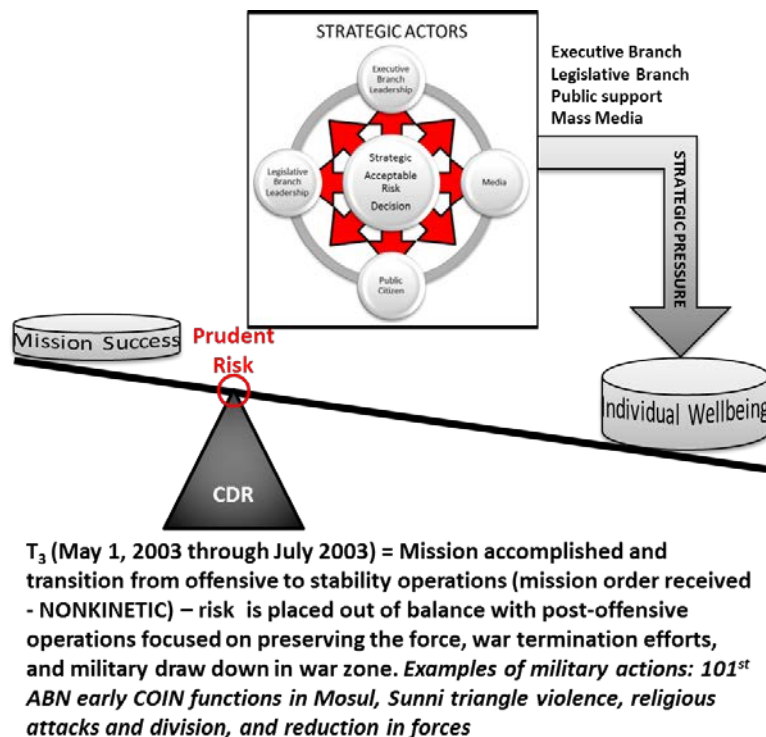 STRATEGIC ACTORS
Executive
Branch
Leadership
Legislative
Branch
Leadership
Strategic
Acceptable
Risk
Decision
Media
Public
Citizen
Executive Branch
Legislative Branch
Public support
Mass Media
STRATEGIC PRESSURE
Mission Success
Prudent
Risk
Individual Wellbeing
CDR
T3 (May 1, 2003 through July 2003) = Mission accomplished and
transition from offensive to stability operations (mission order received
- NONKINETIC) – risk is placed out of balance with post-offensive
operations focused on preserving the force, war termination efforts,
and military draw down in war zone. Examples of military actions: 101st
ABN early COIN functions in Mosul, Sunni triangle violence, religious
attacks and division, and reduction in forces